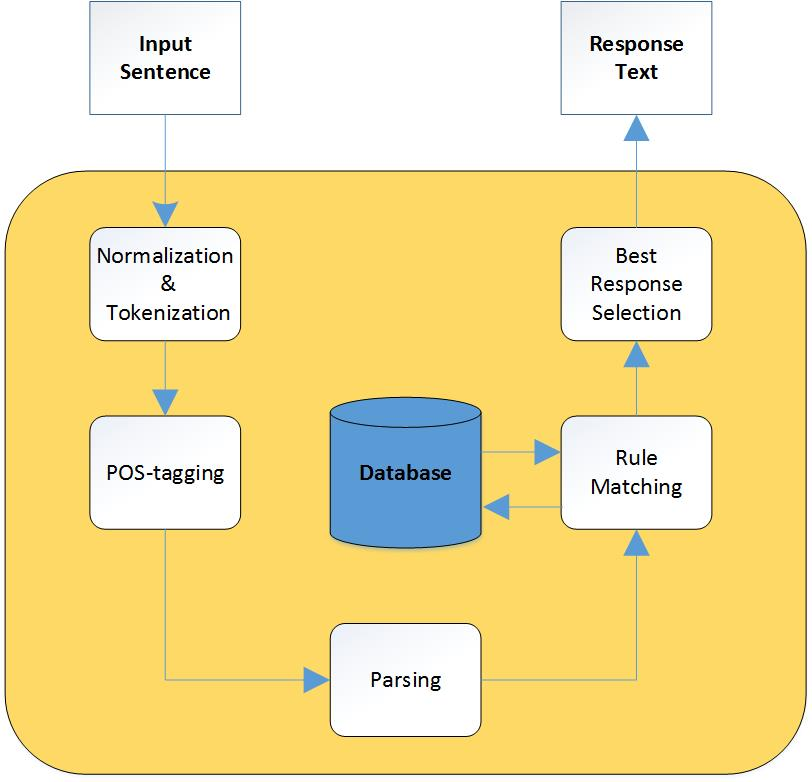 Input
Sentence
Response
Text
Normalization
&
Tokenization
Best
Response
Selection
POS-tagging
Database
Rule
Matching
Parsing